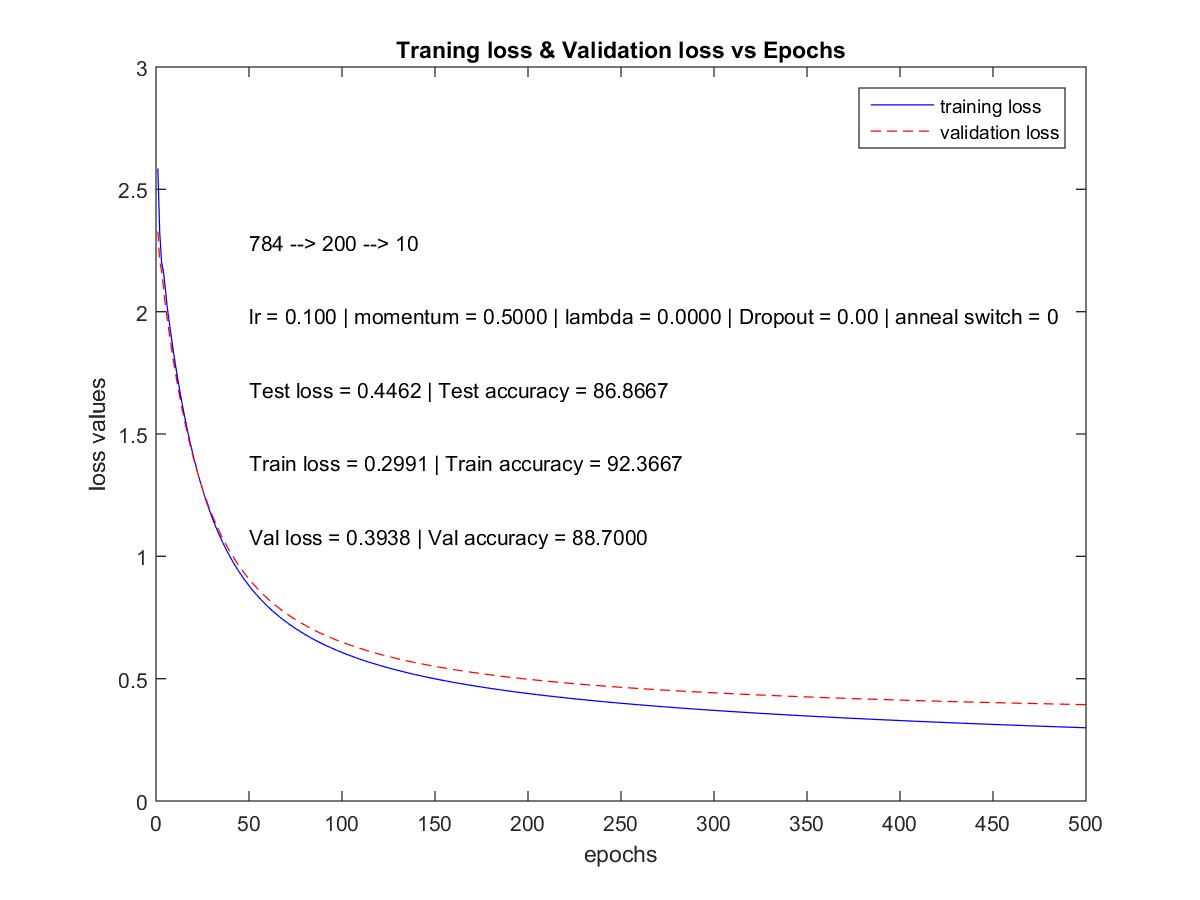 Traning loss & Validation loss vs Epochs
training loss
validation loss
784 --> 200 --> 10
lr = 0.100 | momentum = 0.5000 | lambda = 0.0000 | Dropout = 0.00 | anneal switch = 0
Test loss = 0.4462 | Test accuracy = 86.8667
Train loss = 0.2991 | Train accuracy = 92.3667
Val loss = 0.3938 | Val accuracy = 88.7000
loss values
3
2.5
2
1.5
1
0.5
0
0 50 100 150 200 250 300 350 400 450 500
epochs